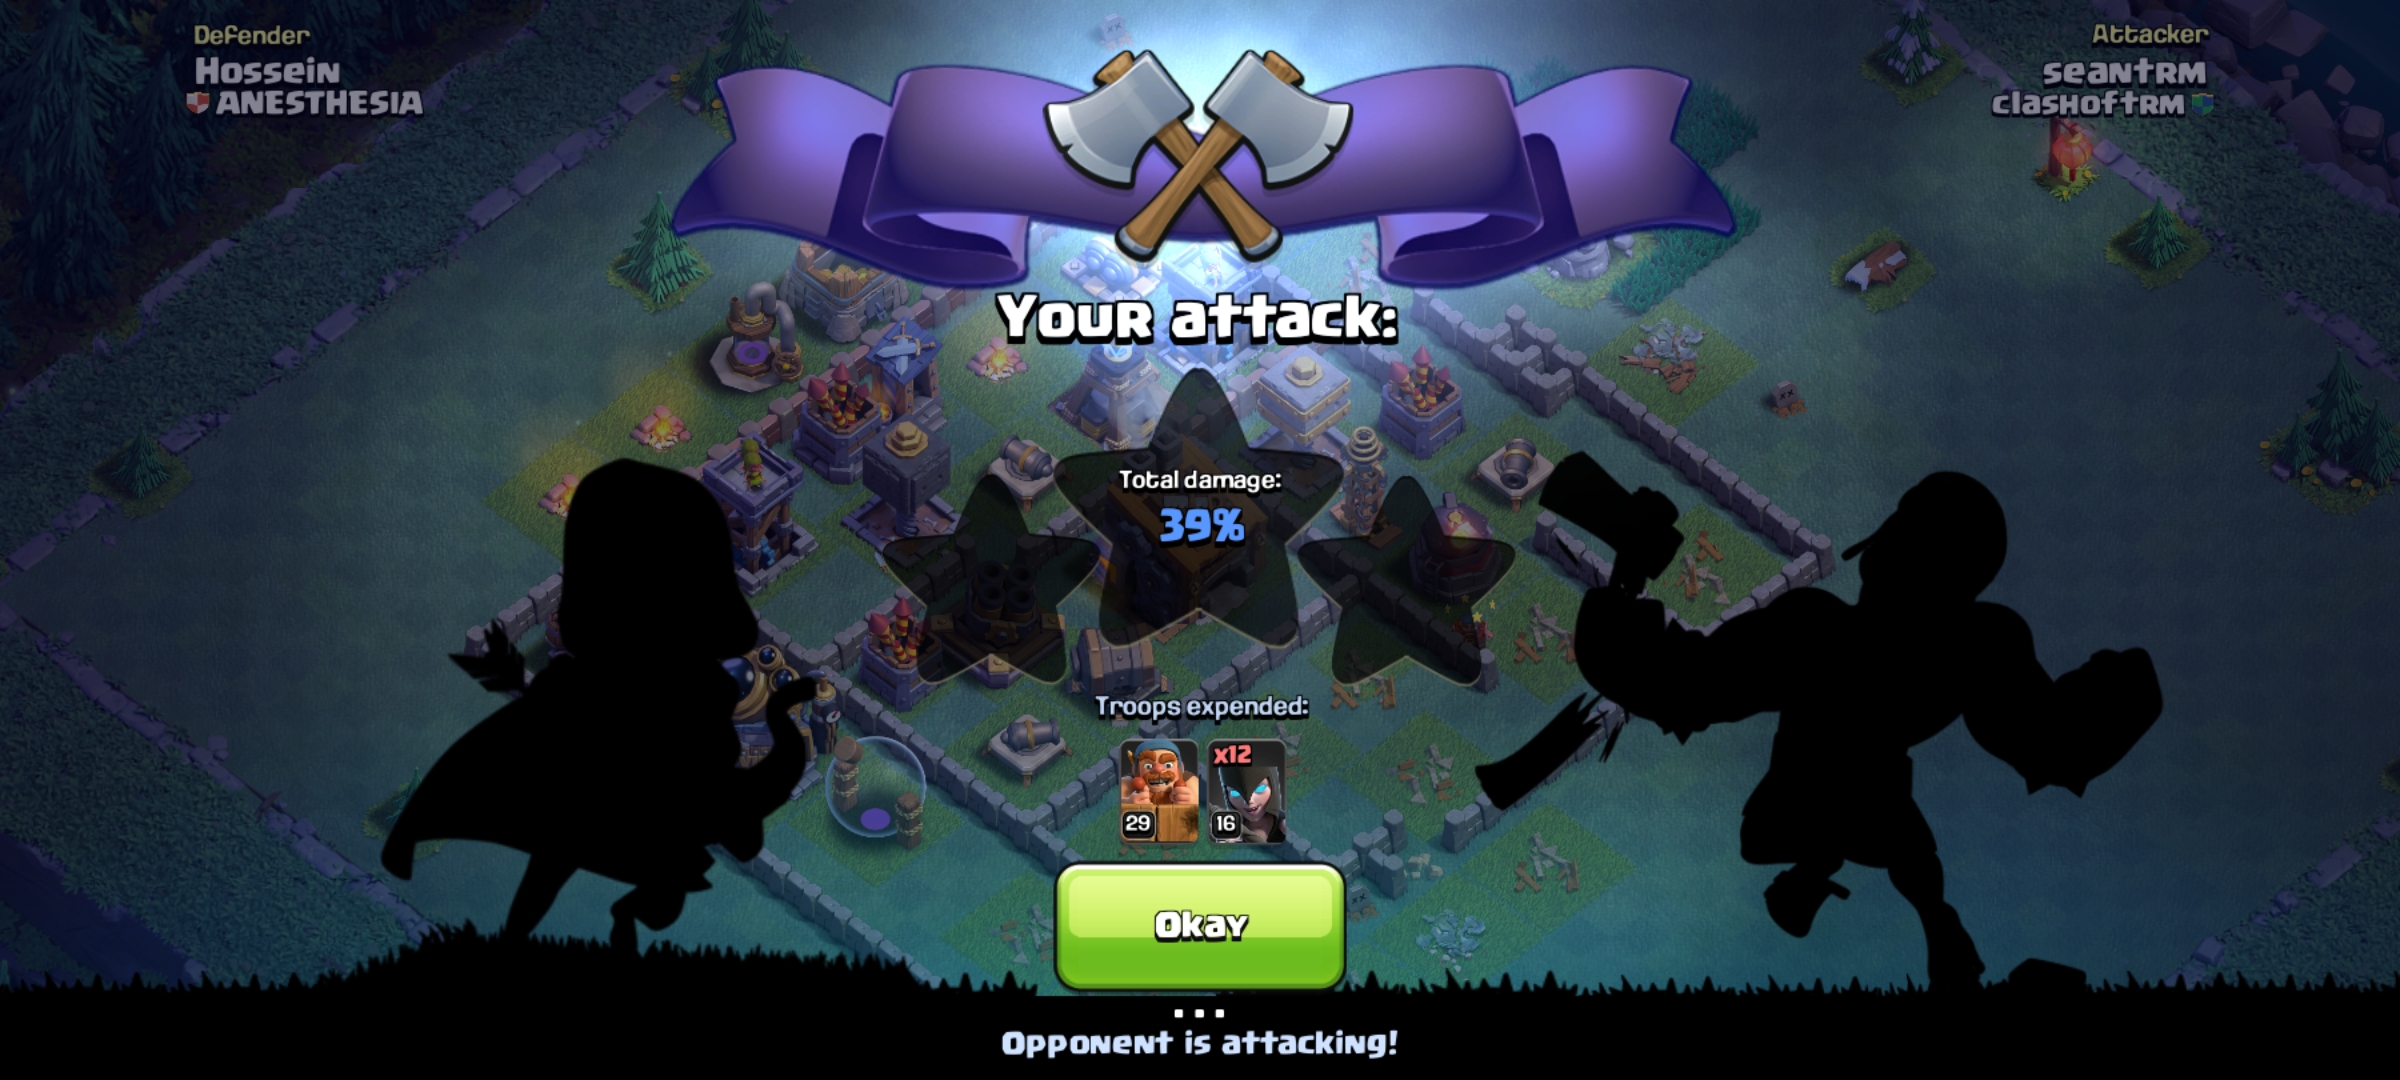 Defender
Hossein
ANESTHESIA
Attacker
seantRM
clashoftRM
Your attack:
Total damage:
39%
Troops expended:
x12
29
16
Okay
...
Opponent is attacking!